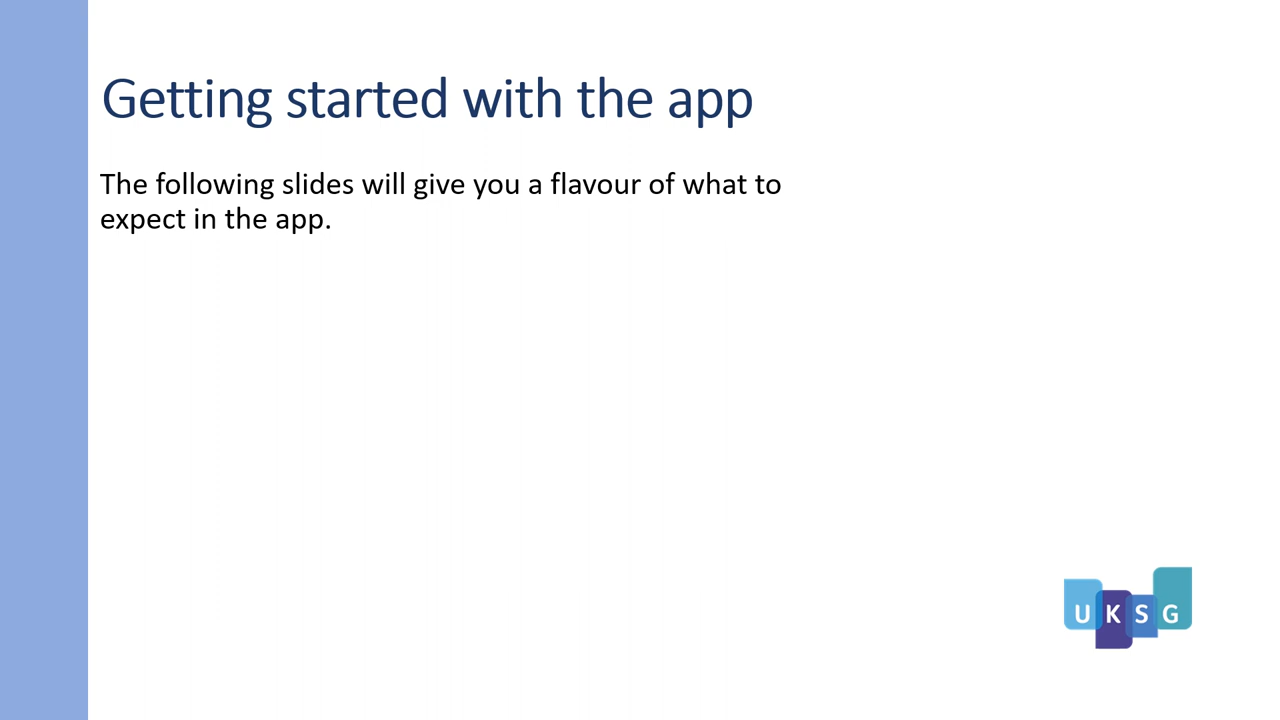 Getting started with the app
The following slides will give you a flavour of what to
expect in the app.
UKSG